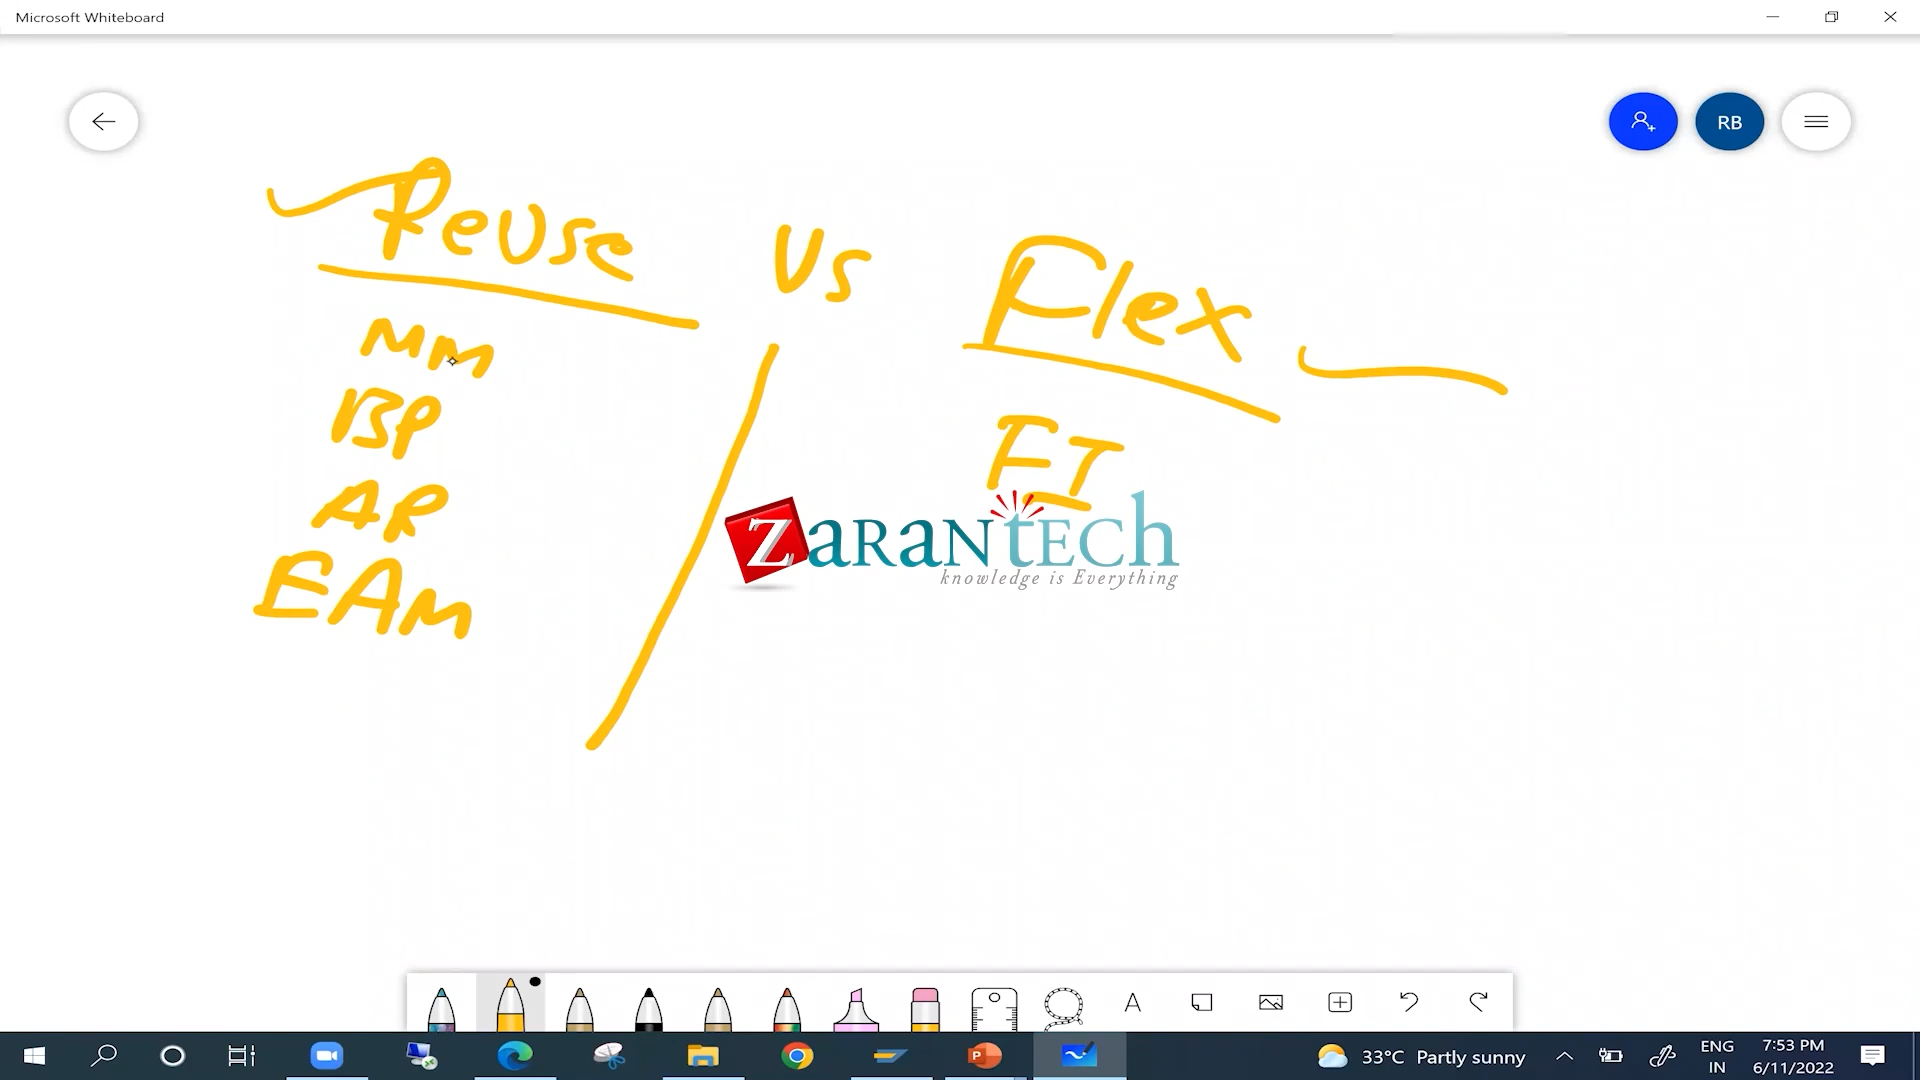 Microsoft Whiteboard
RB
Reuse Vs Flex
MM
BP
AR
EAM
FI
ZaranTech
knowledge is Everything
A
33°C Partly sunny
ENG
IN
7:53 PM
6/11/2022